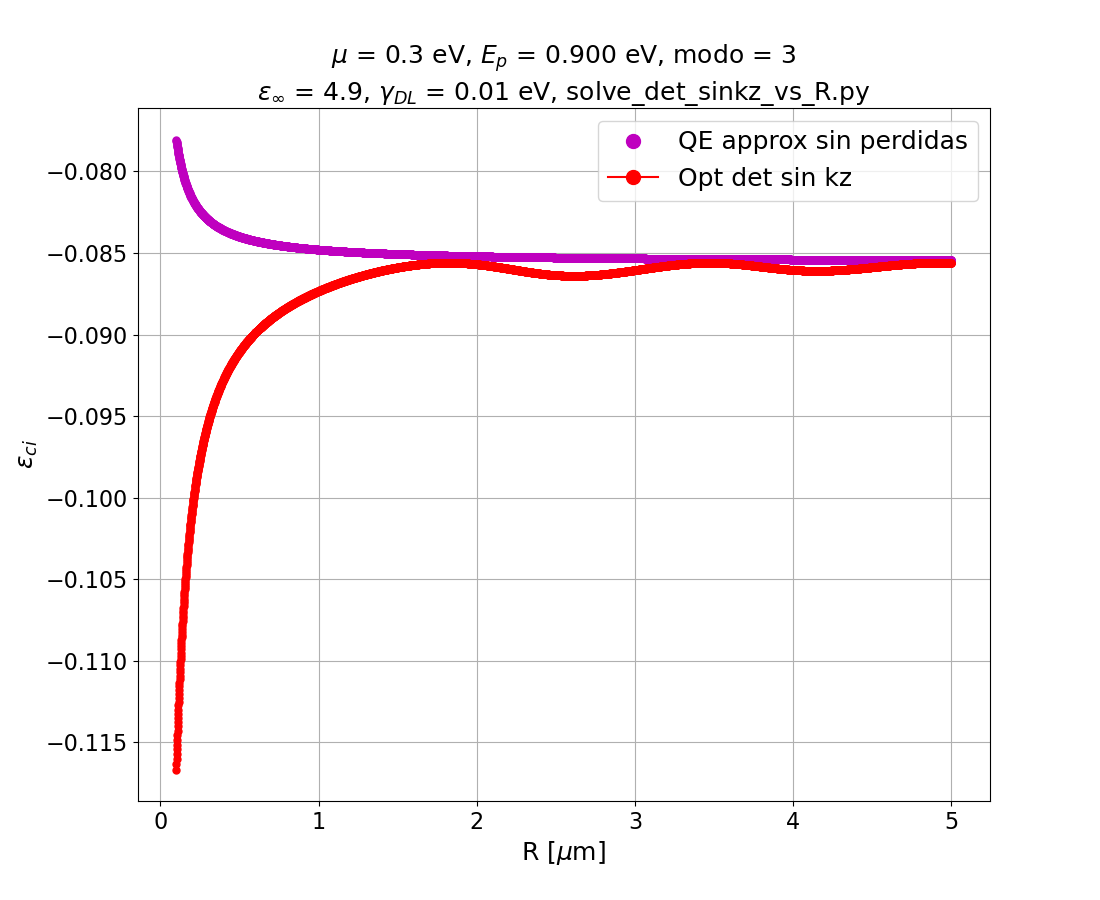 μ = 0.3 eV, E_p = 0.900 eV, modo = 3
ε_∞ = 4.9, γ_DL = 0.01 eV, solve_det_sinkz_vs_R.py
QE approx sin perdidas
Opt det sin kz
−0.080
−0.085
−0.090
−0.095
−0.100
−0.105
−0.110
−0.115
ε_ci
0 1 2 3 4 5
R [μm]